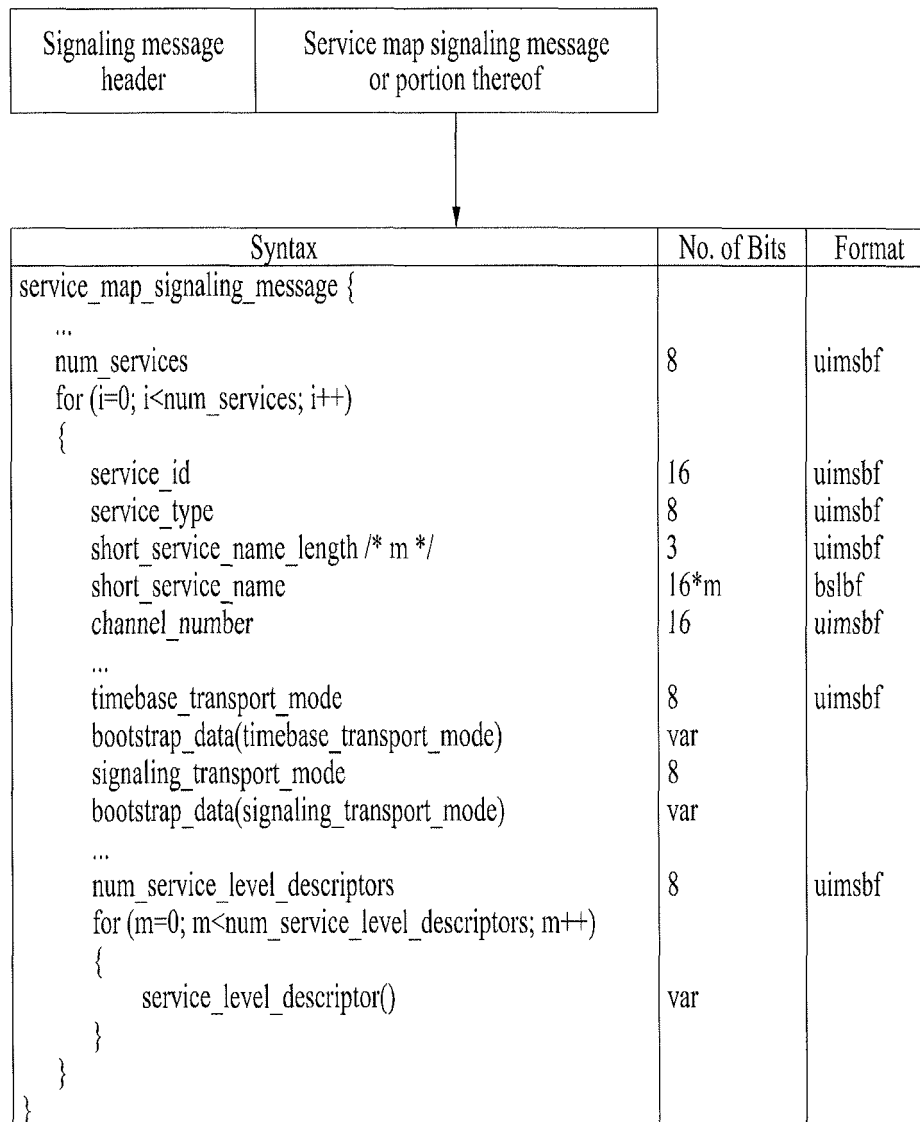 Signaling message
header
Service map signaling message
or portion thereof
Syntax No. of Bits Format
service_map_signaling_message {
...
num_services 8 uimsbf
for (i=0; i<num_services; i++)
{
service_id 16 uimsbf
service_type 8 uimsbf
short_service_name_length /* m */ 3 uimsbf
short_service_name 16*m bslbf
channel_number 16 uimsbf
...
timebase_transport_mode 8 uimsbf
bootstrap_data(timebase_transport_mode) var
signaling_transport_mode 8
bootstrap_data(signaling_transport_mode) var
...
num_service_level_descriptors 8 uimsbf
for (m=0; m<num_service_level_descriptors; m++)
{
service_level_descriptor() var
}
}
}